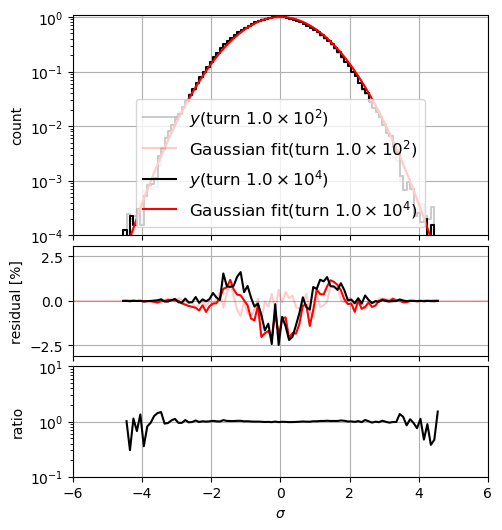 10⁰
10⁻¹
10⁻²
10⁻³
10⁻⁴
count
y(turn 1.0 × 10²)
Gaussian fit(turn 1.0 × 10²)
y(turn 1.0 × 10⁴)
Gaussian fit(turn 1.0 × 10⁴)
2.5
0.0
−2.5
residual [%]
10¹
10⁰
10⁻¹
ratio
−6 −4 −2 0 2 4 6
σ